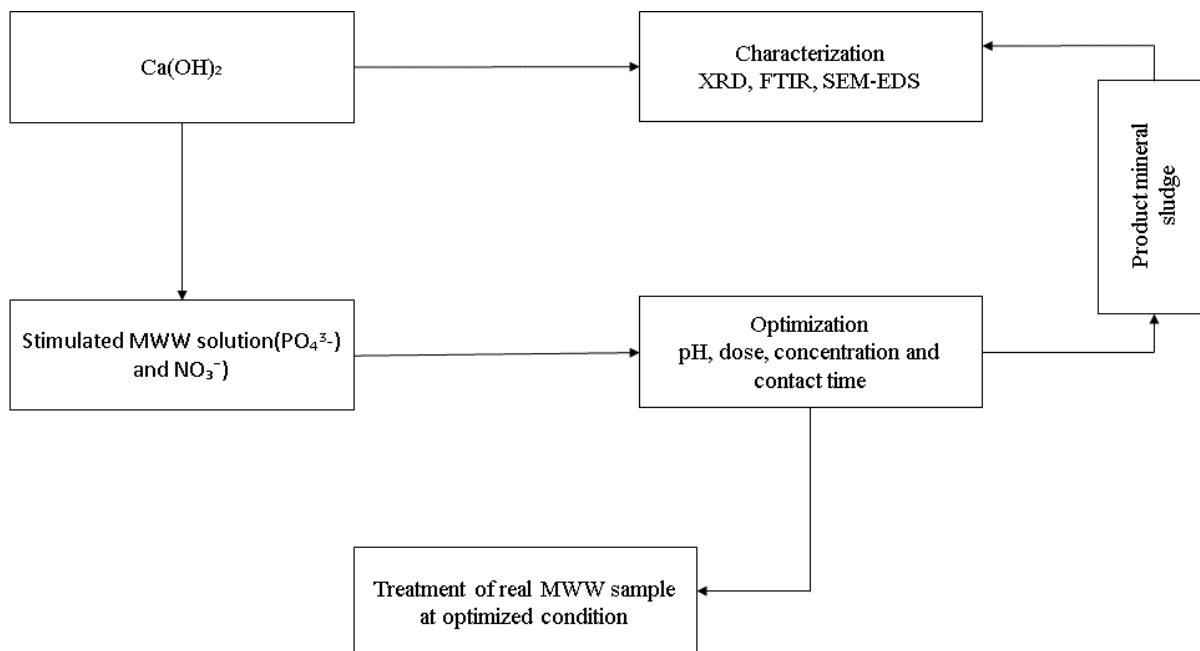 Ca(OH)₂
Characterization
XRD, FTIR, SEM-EDS
Product mineral
sludge
Stimulated MWW solution(PO₄³-)
and NO₃⁻)
Optimization
pH, dose, concentration and
contact time
Treatment of real MWW sample
at optimized condition